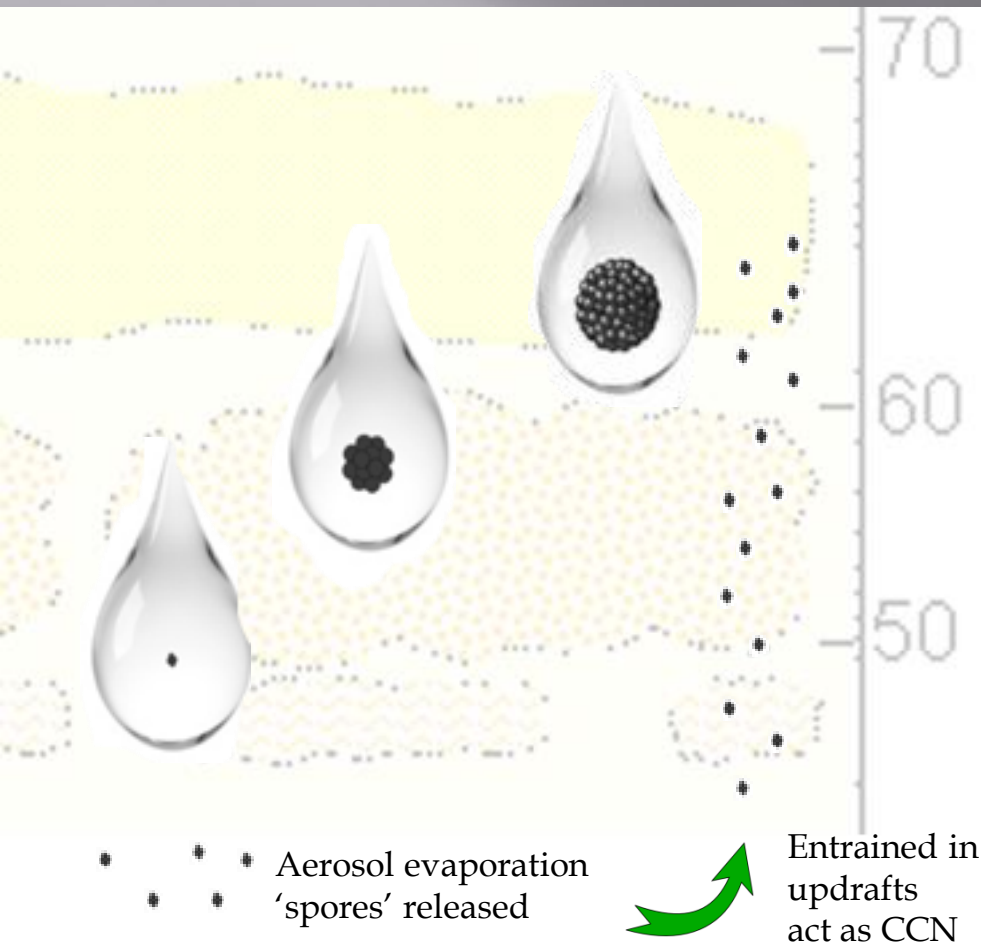 70
60
50
Aerosol evaporation
‘spores’ released
Entrained in
updrafts
act as CCN